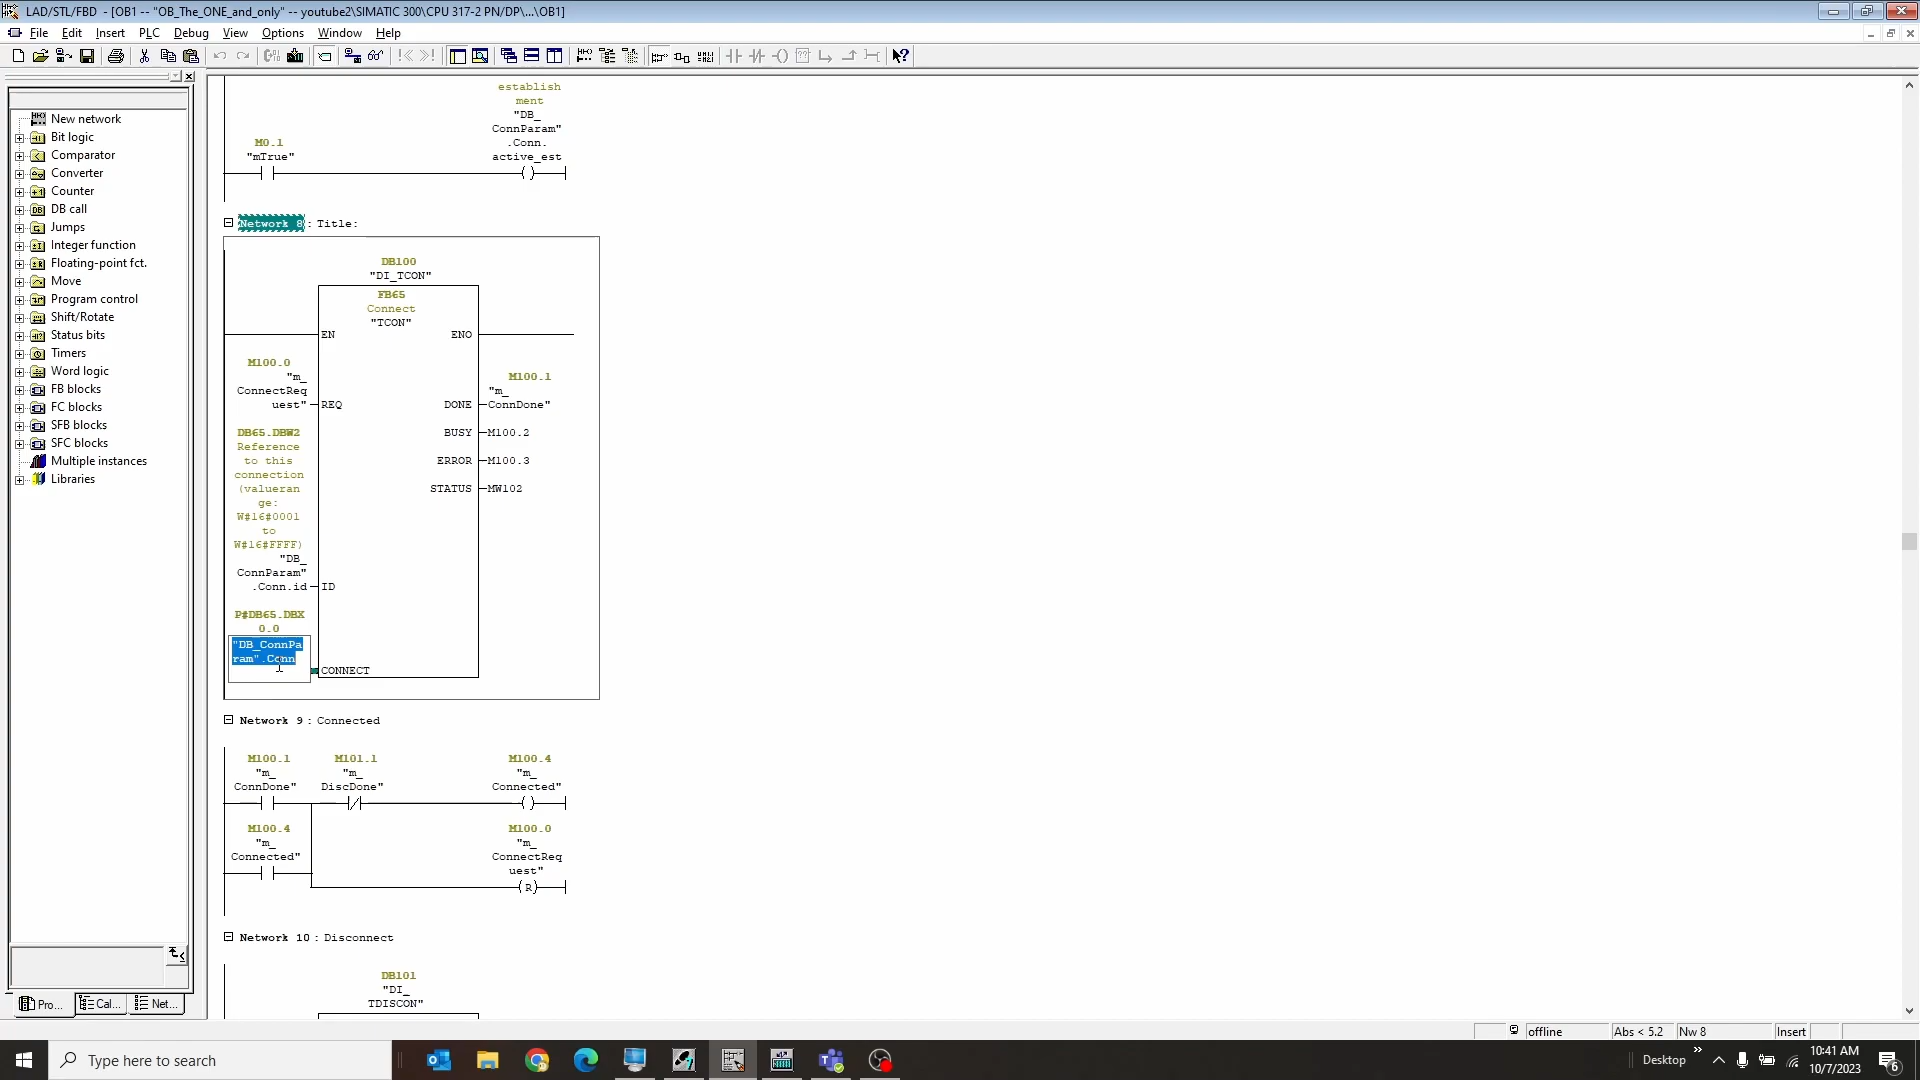 LAD/STL/FBD - [OB1 -- "OB_The_ONE_and_only" -- youtube2\SIMATIC 300\CPU 317-2 PN/DP\...\OB1]
File Edit Insert PLC Debug View Options Window Help
New network
Bit logic
Comparator
Converter
Counter
DB call
Jumps
Integer function
Floating-point fct.
Move
Program control
Shift/Rotate
Status bits
Timers
Word logic
FB blocks
FC blocks
SFB blocks
SFC blocks
Multiple instances
Libraries
Pro... Cal... Net...
establish
ment
"DB_
ConnParam"
.Conn.
active_est
M0.1
"mTrue"
Network 8 : Title:
DB100
"DI_TCON"
FB65
Connect
"TCON"
EN ENO
M100.0
"m_
ConnectReq
uest" REQ
M100.1
"m_
DONE ConnDone"
DB65.DBW2
Reference
to this
connection
(valueran
ge:
W#16#0001
to
W#16#FFFF)
"DB_
ConnParam"
.Conn.id ID
BUSY M100.2
ERROR M100.3
STATUS MW102
P#DB65.DBX
0.0
"DB_ConnPa
ram".Conn
CONNECT
Network 9 : Connected
M100.1 M101.1 M100.4
"m_ "m_ "m_
ConnDone" DiscDone" Connected"
M100.4 M100.0
"m_ "m_
Connected" ConnectReq
uest"
R
Network 10 : Disconnect
DB101
"DI_
TDISCON"
offline Abs < 5.2 Nw 8 Insert
Type here to search
Desktop
10:41 AM
10/7/2023
6